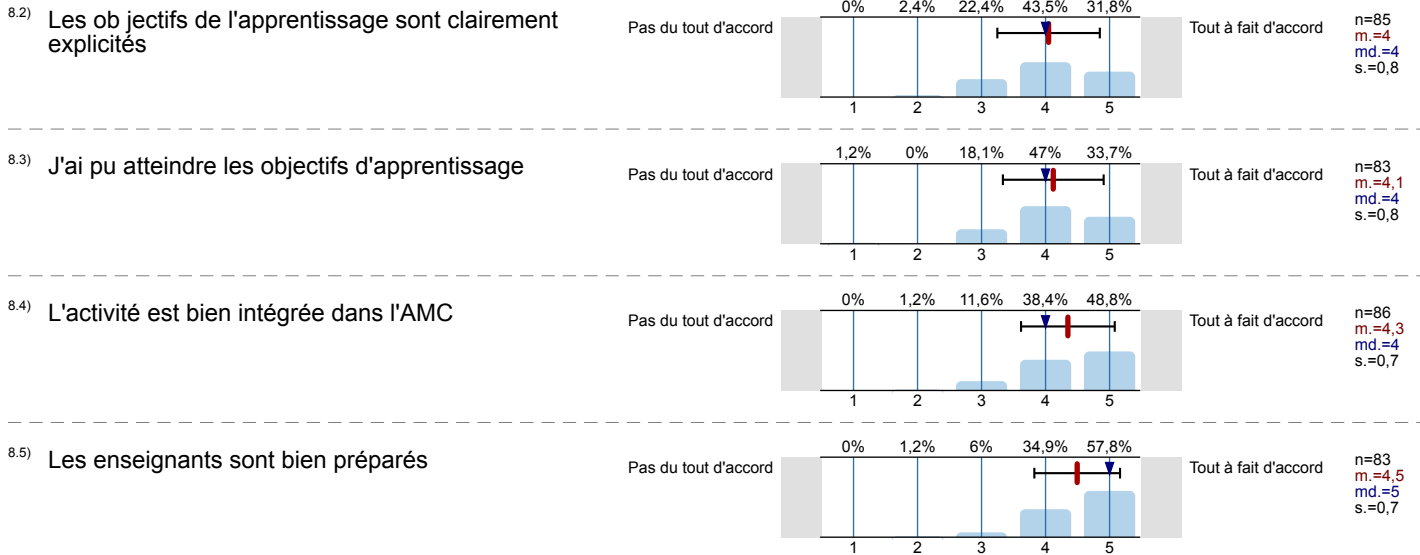 8.2) Les ob jectifs de l'apprentissage sont clairement
explicités
Pas du tout d'accord
0% 2,4% 22,4% 43,5% 31,8%
1 2 3 4 5
Tout à fait d'accord
n=85
m.=4
md.=4
s.=0,8
8.3) J'ai pu atteindre les objectifs d'apprentissage
Pas du tout d'accord
1,2% 0% 18,1% 47% 33,7%
1 2 3 4 5
Tout à fait d'accord
n=83
m.=4,1
md.=4
s.=0,8
8.4) L'activité est bien intégrée dans l'AMC
Pas du tout d'accord
0% 1,2% 11,6% 38,4% 48,8%
1 2 3 4 5
Tout à fait d'accord
n=86
m.=4,3
md.=4
s.=0,7
8.5) Les enseignants sont bien préparés
Pas du tout d'accord
0% 1,2% 6% 34,9% 57,8%
1 2 3 4 5
Tout à fait d'accord
n=83
m.=4,5
md.=5
s.=0,7